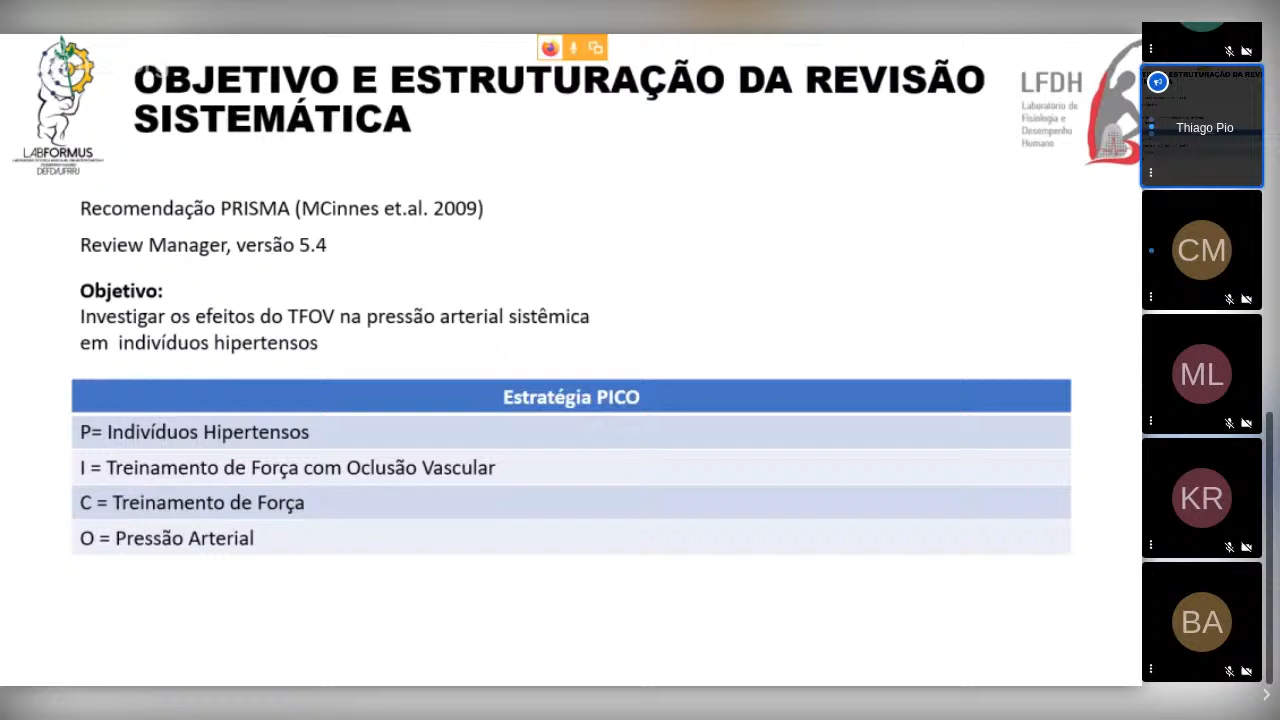 OBJETIVO E ESTRUTURAÇÃO DA REVISÃO
SISTEMÁTICA
LABFORMUS
DEFD/UFRRJ
LFDH
Laboratório de
Fisiologia e
Desempenho
Humano
Recomendação PRISMA (MCinnes et.al. 2009)
Review Manager, versão 5.4
Objetivo:
Investigar os efeitos do TFOV na pressão arterial sistêmica
em indivíduos hipertensos
Estratégia PICO
P= Indivíduos Hipertensos
I = Treinamento de Força com Oclusão Vascular
C = Treinamento de Força
O = Pressão Arterial
Thiago Pio
CM
ML
KR
BA